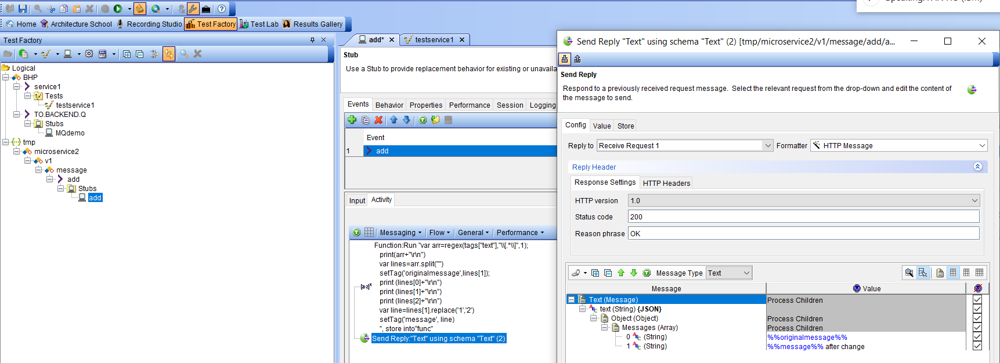 Home Architecture School Recording Studio Test Factory Test Lab Results Gallery
Test Factory
Logical
BHP
service1
Tests
testservice1
TO.BACKEND.Q
Stubs
MQdemo
tmp
microservice2
v1
message
add
Stubs
add
add* testservice1
Stub
Use a Stub to provide replacement behavior for existing or unavaila
Events Behavior Properties Performance Session Logging
Event
1 add
Input Activity
Messaging Flow General Performance
Function:Run "var arr=regex(tags["text"],"\\[.*\\]",1);
print(arr+"\r\n")
var lines=arr.split("")
setTag('originalmessage',lines[1]);
print (lines[0]+"\r\n")
print (lines[1]+"\r\n")
print (lines[2]+"\r\n")
var line=lines[1].replace('1','2')
setTag('message', line)
", store into"func"
[a-z]*
Send Reply:"Text" using schema "Text" (2)
Send Reply "Text" using schema "Text" (2) [tmp/microservice2/v1/message/add/a...
Send Reply
Respond to a previously received request message. Select the relevant request from the drop-down and edit the content of
the message to send.
Config Value Store
Reply to Receive Request 1 Formatter HTTP Message
Reply Header
Response Settings HTTP Headers
HTTP version 1.0
Status code 200
Reason phrase OK
Message Type Text
Message Value
Text (Message) Process Children
text (String) {JSON}
Object (Object) Process Children
Messages (Array) Process Children
0 (String) %%originalmessage%%
1 (String) %%message%% after change